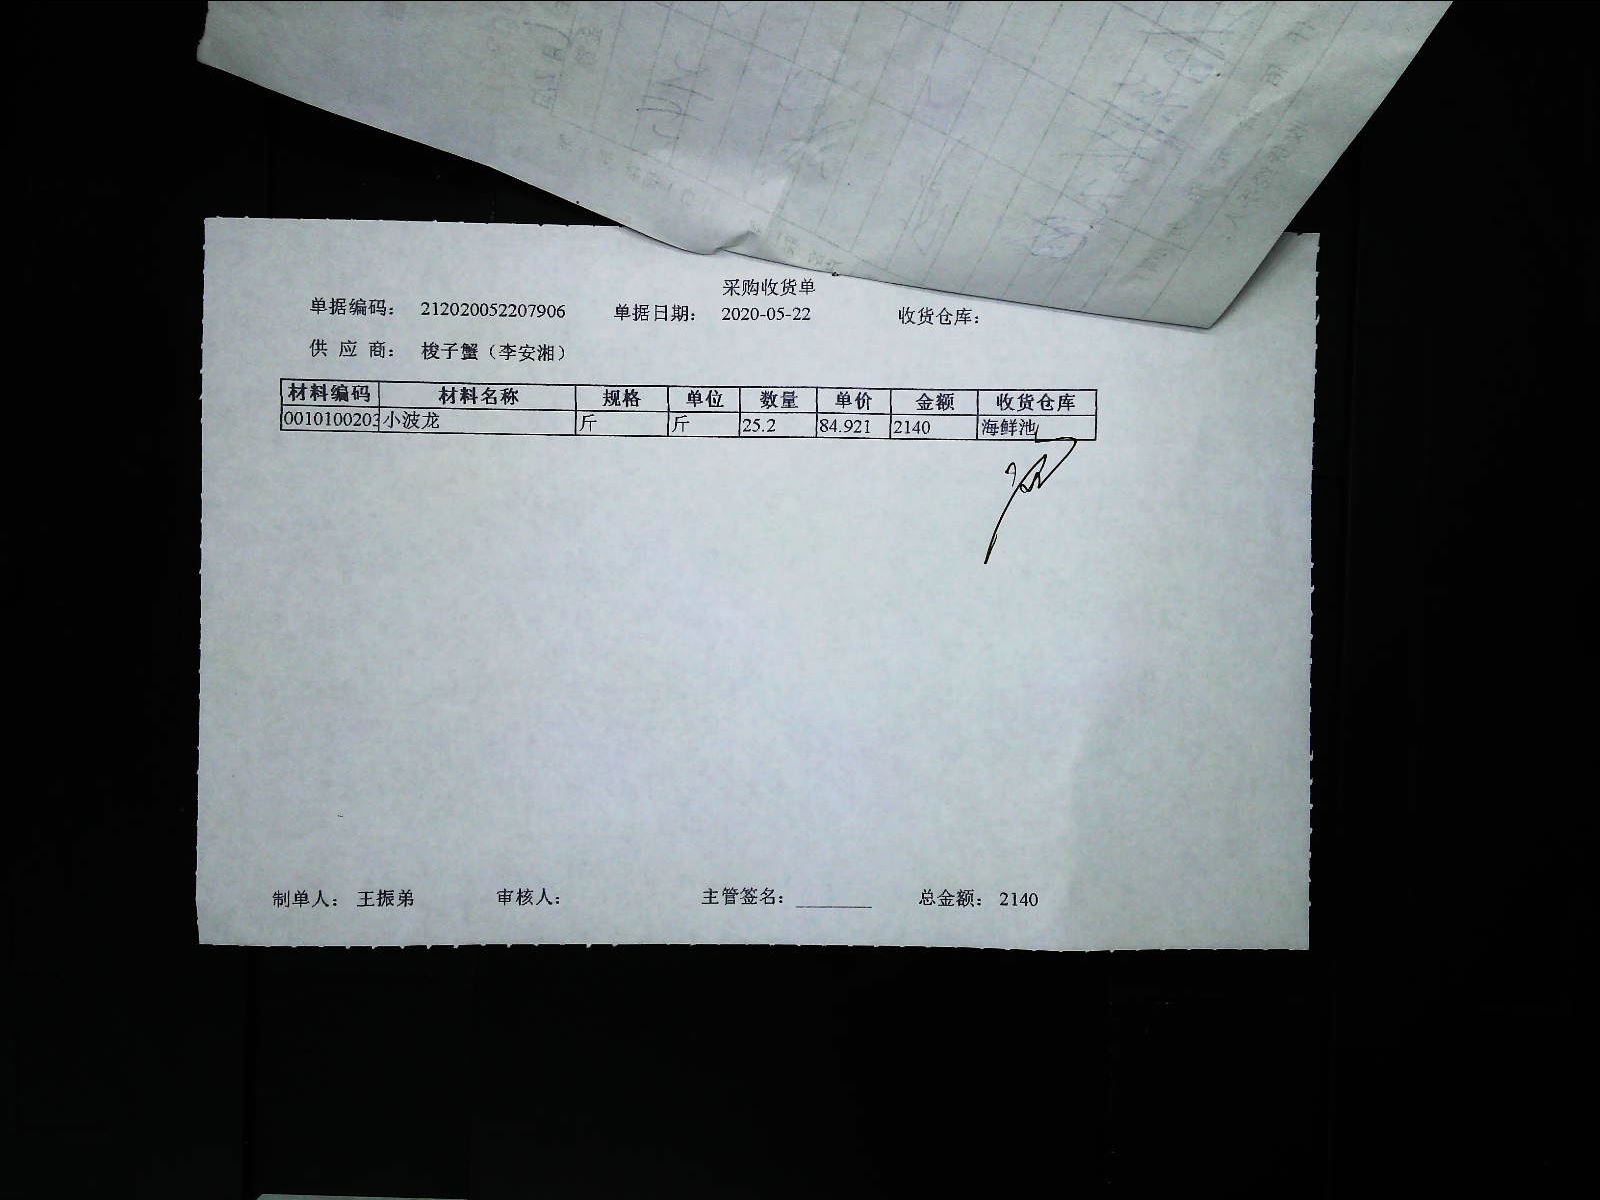 采购收货单
单据编码： 212020052207906 单据日期： 2020-05-22 收货仓库：
供 应 商： 梭子蟹（李安湘）
材料编码 材料名称 规格 单位 数量 单价 金额 收货仓库
0010100203 小波龙 斤 斤 25.2 84.921 2140 海鲜池
制单人： 王振弟 审核人： 主管签名：________ 总金额： 2140